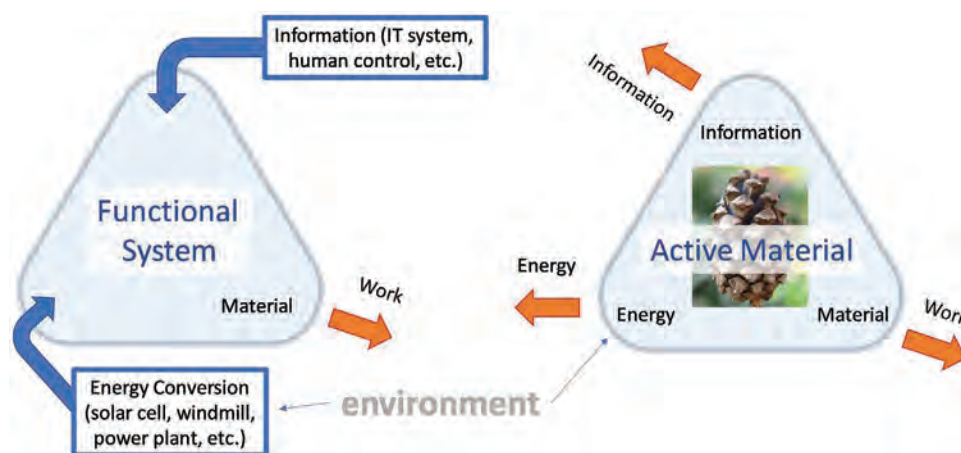 Information (IT system,
human control, etc.)
Functional
System
Material
Work
Energy Conversion
(solar cell, windmill,
power plant, etc.)
environment
Information
Information
Active Material
Energy
Energy
Material
Work